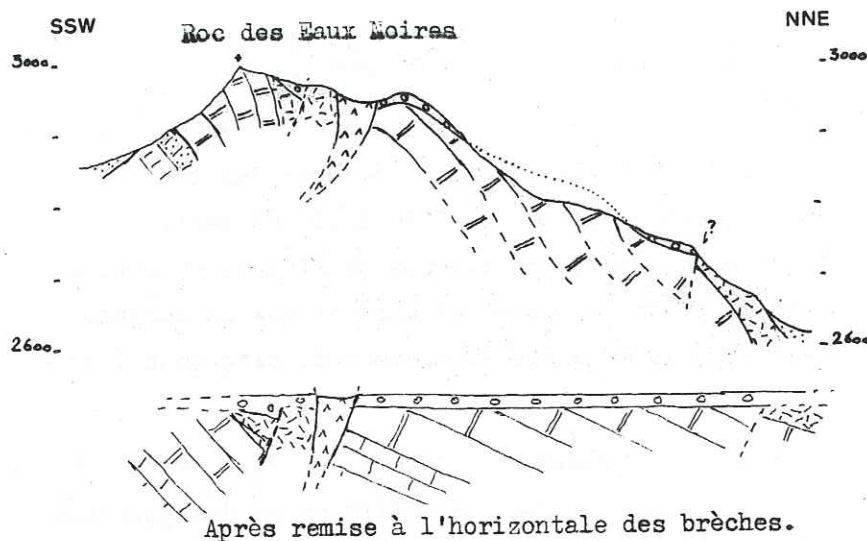 SSW
NNE
Roc des Eaux Noires
3000
3000
?
2600
2600
Après remise à l'horizontale des brèches.